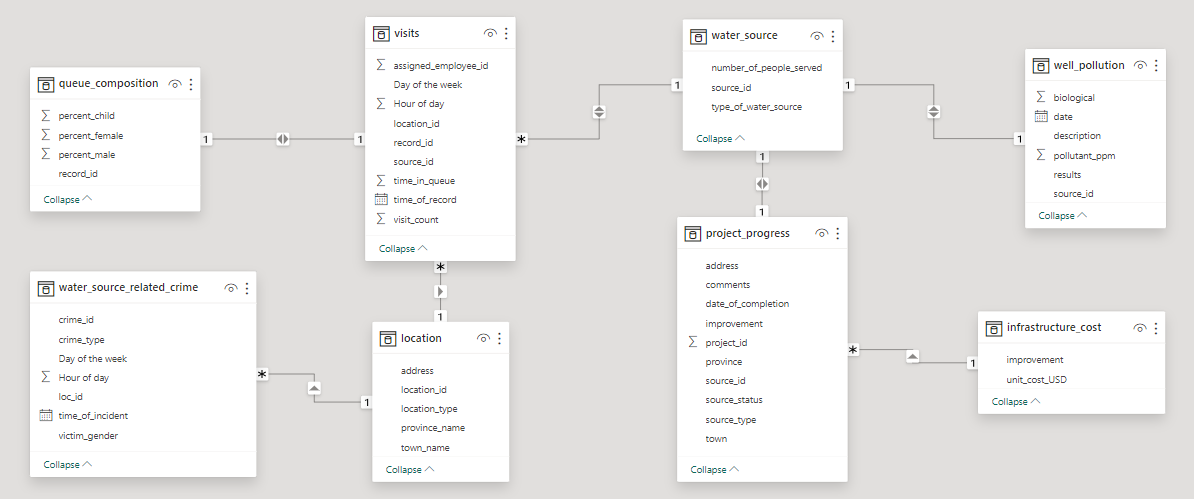 queue_composition
percent_child
percent_female
percent_male
record_id
Collapse
visits
assigned_employee_id
Day of the week
Hour of day
location_id
record_id
source_id
time_in_queue
time_of_record
visit_count
Collapse
water_source
number_of_people_served
source_id
type_of_water_source
Collapse
well_pollution
biological
date
description
pollutant_ppm
results
source_id
Collapse
1
1
*
1
1
1
1
1
*
1
water_source_related_crime
crime_id
crime_type
Day of the week
Hour of day
loc_id
time_of_incident
victim_gender
Collapse
*
1
location
address
location_id
location_type
province_name
town_name
Collapse
project_progress
address
comments
date_of_completion
improvement
project_id
province
source_id
source_status
source_type
town
Collapse
*
1
infrastructure_cost
improvement
unit_cost_USD
Collapse